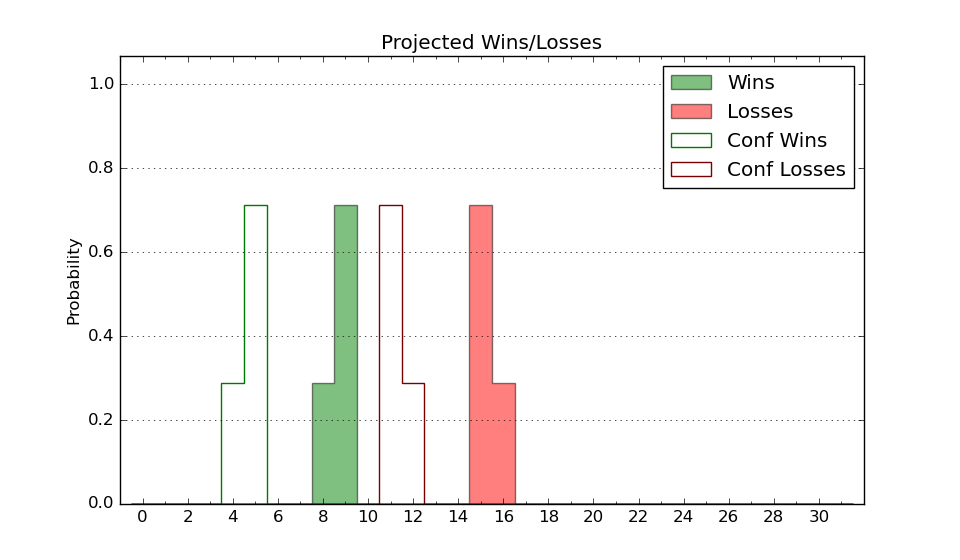 Projected Wins/Losses
Wins
Losses
Conf Wins
Conf Losses
Probability
1.0
0.8
0.6
0.4
0.2
0.0
0 2 4 6 8 10 12 14 16 18 20 22 24 26 28 30